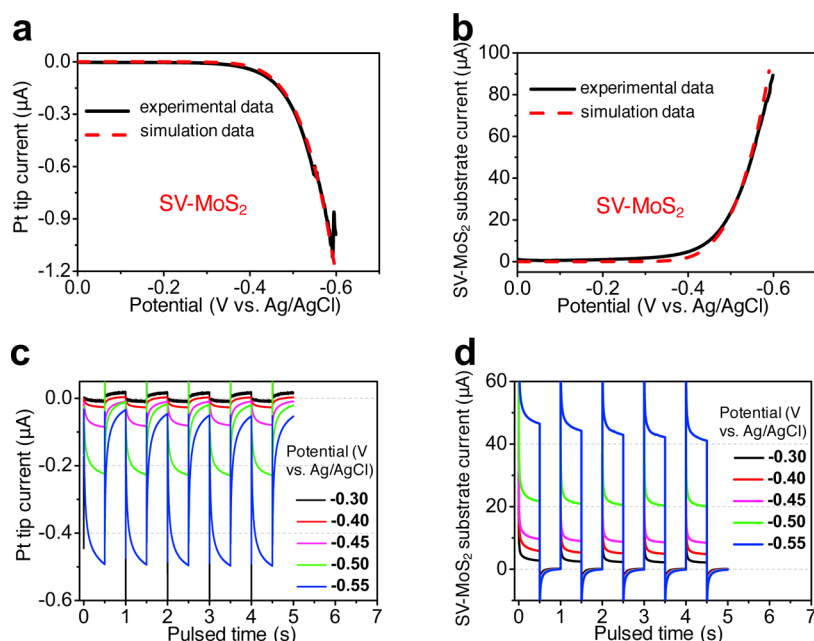 a
0.0
-0.3
-0.6
-0.9
-1.2
Pt tip current (µA)
experimental data
simulation data
SV-MoS₂
0.0 -0.2 -0.4 -0.6
Potential (V vs. Ag/AgCl)
b
100
80
60
40
20
0
SV-MoS₂ substrate current (µA)
experimental data
simulation data
SV-MoS₂
0.0 -0.2 -0.4 -0.6
Potential (V vs. Ag/AgCl)
c
0.0
-0.2
-0.4
-0.6
Pt tip current (µA)
Potential (V
vs. Ag/AgCl)
-0.30
-0.40
-0.45
-0.50
-0.55
0 1 2 3 4 5 6 7
Pulsed time (s)
d
60
40
20
0
SV-MoS₂ substrate current (µA)
Potential (V
vs. Ag/AgCl)
-0.30
-0.40
-0.45
-0.50
-0.55
0 1 2 3 4 5 6 7
Pulsed time (s)